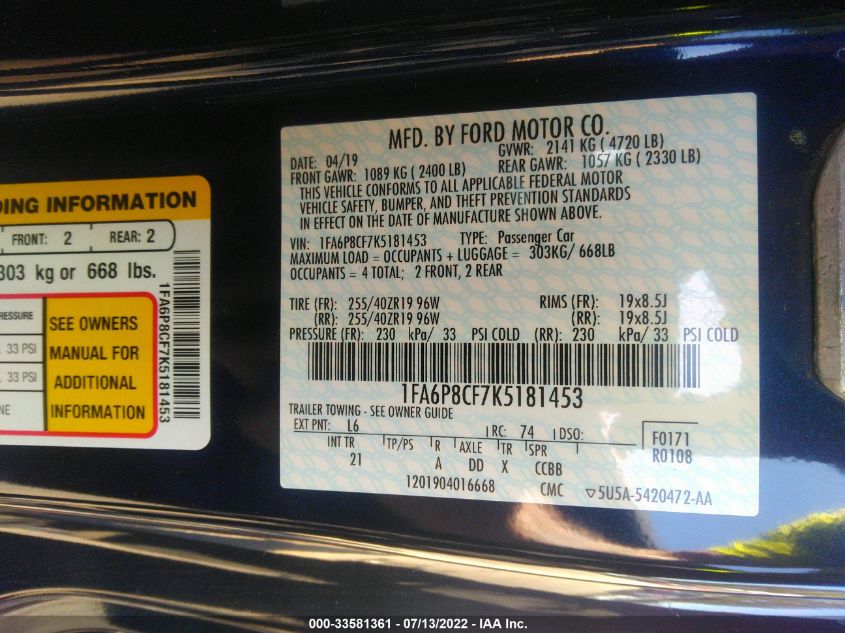 DING INFORMATION
FRONT: 2 REAR: 2
303 kg or 668 lbs.
RESSURE
33 PSI
33 PSI
NE
SEE OWNERS
MANUAL FOR
ADDITIONAL
INFORMATION
1FA6P8CF7K5181453
MFD. BY FORD MOTOR CO.
DATE: 04/19 GVWR: 2141 KG ( 4720 LB)
FRONT GAWR: 1089 KG ( 2400 LB) REAR GAWR: 1057 KG ( 2330 LB)
THIS VEHICLE CONFORMS TO ALL APPLICABLE FEDERAL MOTOR
VEHICLE SAFETY, BUMPER, AND THEFT PREVENTION STANDARDS
IN EFFECT ON THE DATE OF MANUFACTURE SHOWN ABOVE.
VIN: 1FA6P8CF7K5181453 TYPE: Passenger Car
MAXIMUM LOAD = OCCUPANTS + LUGGAGE = 303KG/ 668LB
OCCUPANTS = 4 TOTAL; 2 FRONT, 2 REAR
TIRE (FR): 255/40ZR19 96W RIMS (FR): 19x8.5J
(RR): 255/40ZR19 96W (RR): 19x8.5J
PRESSURE (FR): 230 kPa/ 33 PSI COLD (RR): 230 kPa/ 33 PSI COLD
1FA6P8CF7K5181453
TRAILER TOWING - SEE OWNER GUIDE
EXT PNT: L6 RC: 74 DSO: F0171
INT TR TP/PS R AXLE TR SPR R0108
21 A DD X CCBB
1201904016668 CMC ▽5U5A-5420472-AA
000-33581361 - 07/13/2022 - IAA Inc.